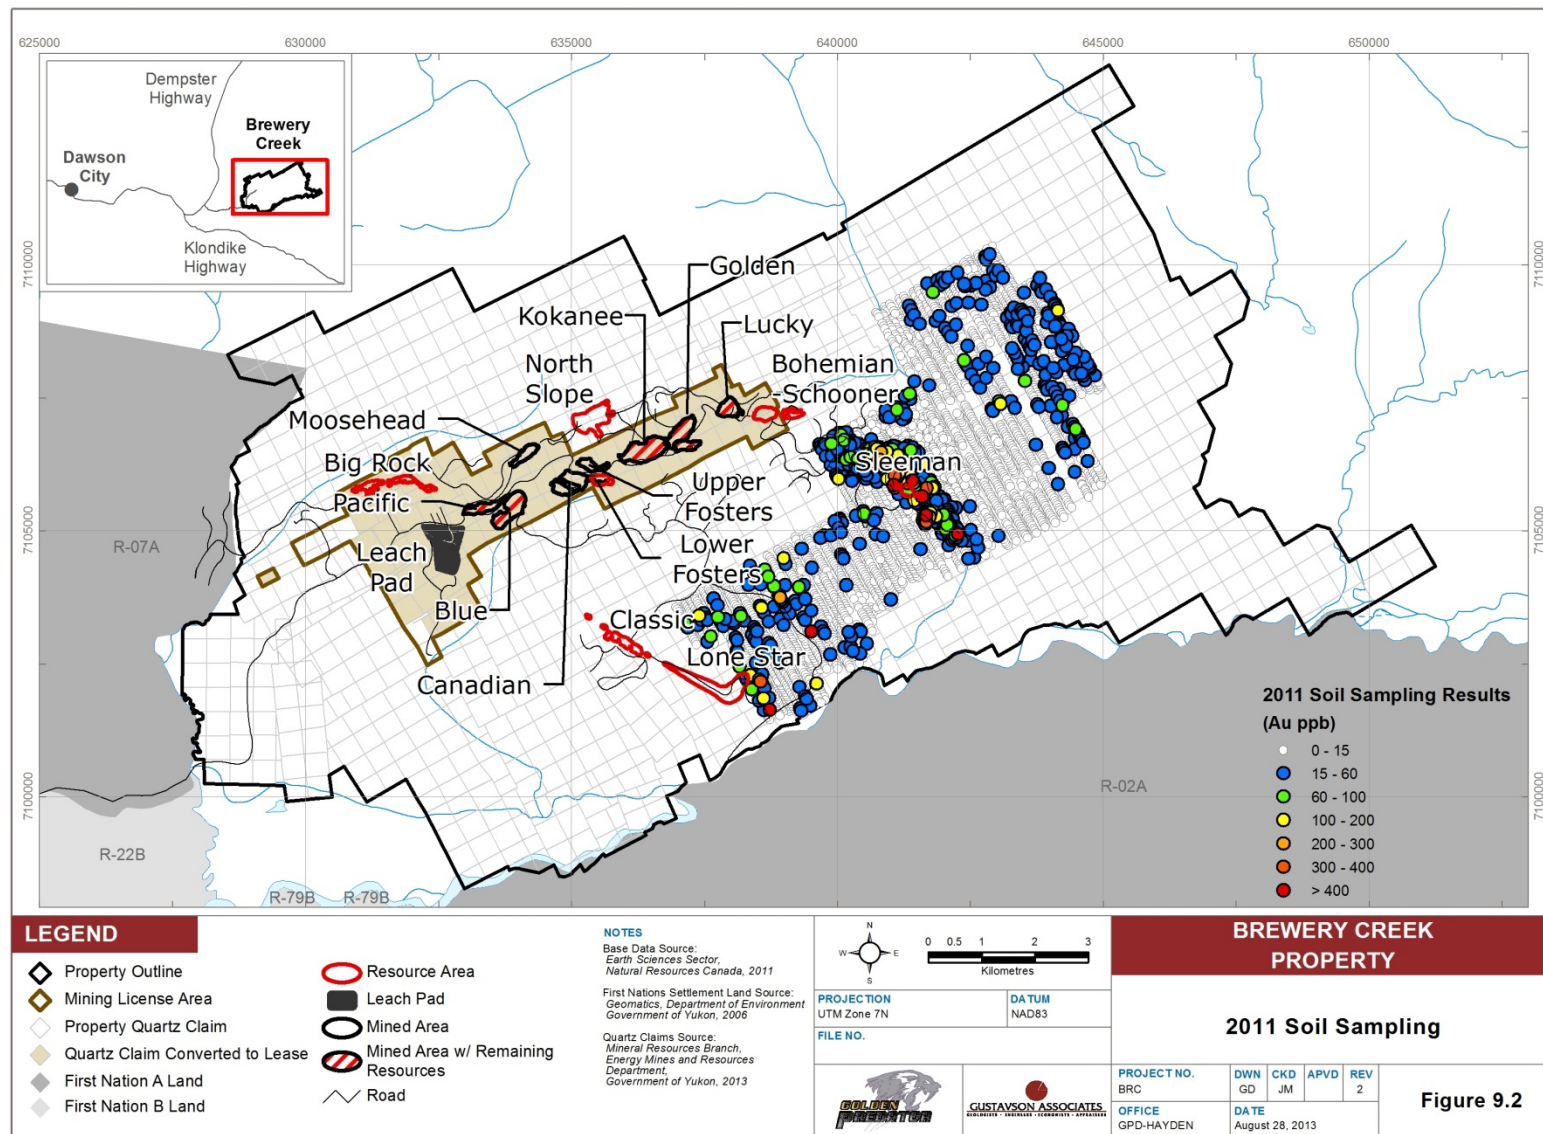 625000
630000
635000
640000
645000
650000
Dempster
Highway
Brewery
Creek
Dawson
City
Klondike
Highway
7110000
7110000
Golden
Kokanee
Lucky
North
Slope
Bohemian
Schooner
Moosehead
Big Rock
Sleeman
Pacific
Upper
Fosters
7105000
7105000
R-07A
Leach
Pad
Lower
Fosters
Blue
Classic
Lone Star
Canadian
2011 Soil Sampling Results
(Au ppb)
0 - 15
15 - 60
60 - 100
100 - 200
200 - 300
300 - 400
> 400
7100000
7100000
R-02A
R-22B
R-79B
R-79B
LEGEND
Property Outline
Mining License Area
Property Quartz Claim
Quartz Claim Converted to Lease
First Nation A Land
First Nation B Land
Resource Area
Leach Pad
Mined Area
Mined Area w/ Remaining
Resources
Road
NOTES
Base Data Source:
Earth Sciences Sector,
Natural Resources Canada, 2011
First Nations Settlement Land Source:
Geomatics, Department of Environment
Government of Yukon, 2006
Quartz Claims Source:
Mineral Resources Branch,
Energy Mines and Resources
Department,
Government of Yukon, 2013
N
W
E
S
0 0.5 1 2 3
Kilometres
PROJECTION
UTM Zone 7N
DATUM
NAD83
FILE NO.
GOLDEN
PREDATOR
GUSTAVSON ASSOCIATES
GEOLOGISTS • ENGINEERS • ECONOMISTS • APPRAISERS
BREWERY CREEK
PROPERTY
2011 Soil Sampling
PROJECT NO.
BRC
DWN
GD
CKD
JM
APVD
REV
2
OFFICE
GPD-HAYDEN
DATE
August 28, 2013
Figure 9.2